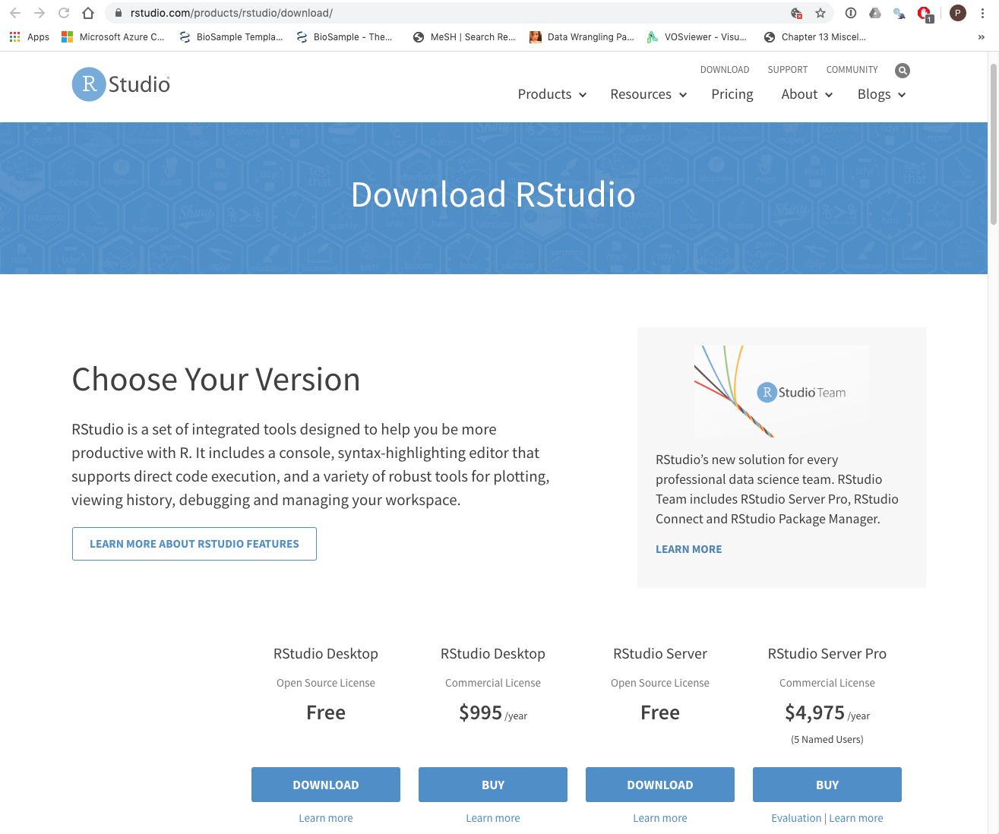 rstudio.com/products/rstudio/download/
1
P
Apps
Microsoft Azure C...
BioSample Templa...
BioSample - The...
MeSH | Search Re...
Data Wrangling Pa...
VOSviewer - Visu...
Chapter 13 Miscel...
»
R Studio
DOWNLOAD SUPPORT COMMUNITY
Products Resources Pricing About Blogs
Download RStudio
Choose Your Version
RStudio is a set of integrated tools designed to help you be more
productive with R. It includes a console, syntax-highlighting editor that
supports direct code execution, and a variety of robust tools for plotting,
viewing history, debugging and managing your workspace.
LEARN MORE ABOUT RSTUDIO FEATURES
R Studio Team
RStudio’s new solution for every
professional data science team. RStudio
Team includes RStudio Server Pro, RStudio
Connect and RStudio Package Manager.
LEARN MORE
RStudio Desktop
Open Source License
Free
DOWNLOAD
Learn more
RStudio Desktop
Commercial License
$995 /year
BUY
Learn more
RStudio Server
Open Source License
Free
DOWNLOAD
Learn more
RStudio Server Pro
Commercial License
$4,975 /year
(5 Named Users)
BUY
Evaluation | Learn more